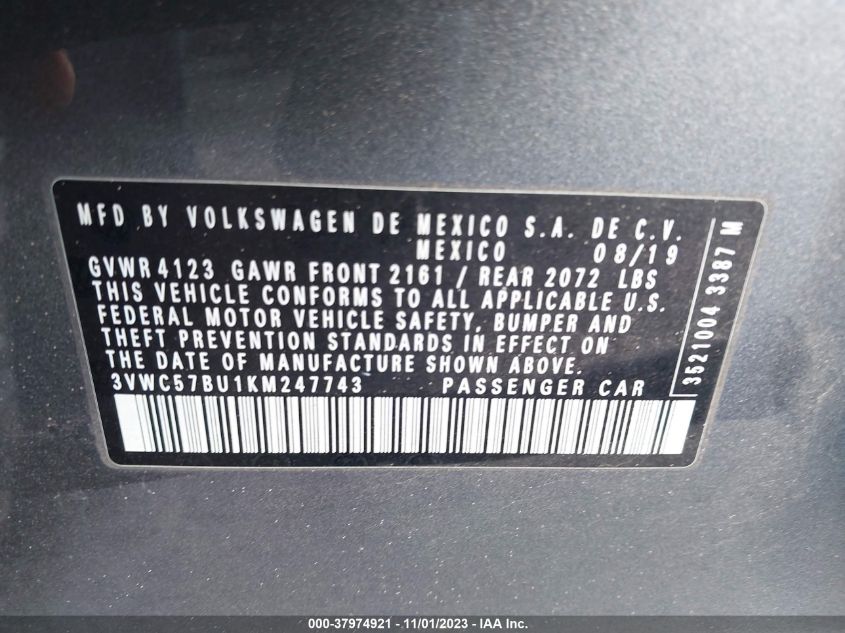 MFD BY VOLKSWAGEN DE MEXICO S.A. DE C.V.
MEXICO 08/19
GVWR 4123 GAWR FRONT 2161 / REAR 2072 LBS
THIS VEHICLE CONFORMS TO ALL APPLICABLE U.S.
FEDERAL MOTOR VEHICLE SAFETY, BUMPER AND
THEFT PREVENTION STANDARDS IN EFFECT ON
THE DATE OF MANUFACTURE SHOWN ABOVE.
3VWC57BU1KM247743 PASSENGER CAR
3521004 3387 M
000-37974921 - 11/01/2023 - IAA Inc.